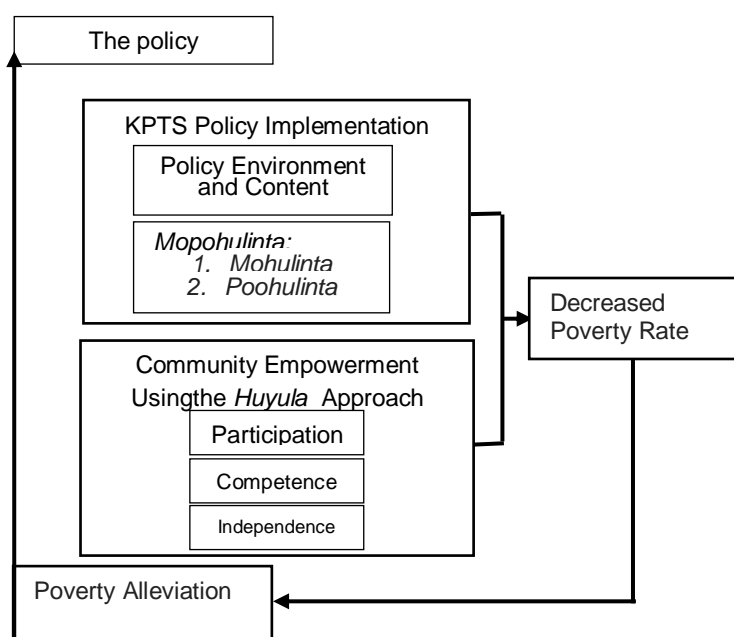 The policy
KPTS Policy Implementation
Policy Environment
and Content
Mopohulinta:
1. Mohulinta
2. Poohulinta
Decreased
Poverty Rate
Community Empowerment
Usingthe Huyula Approach
Participation
Competence
Independence
Poverty Alleviation